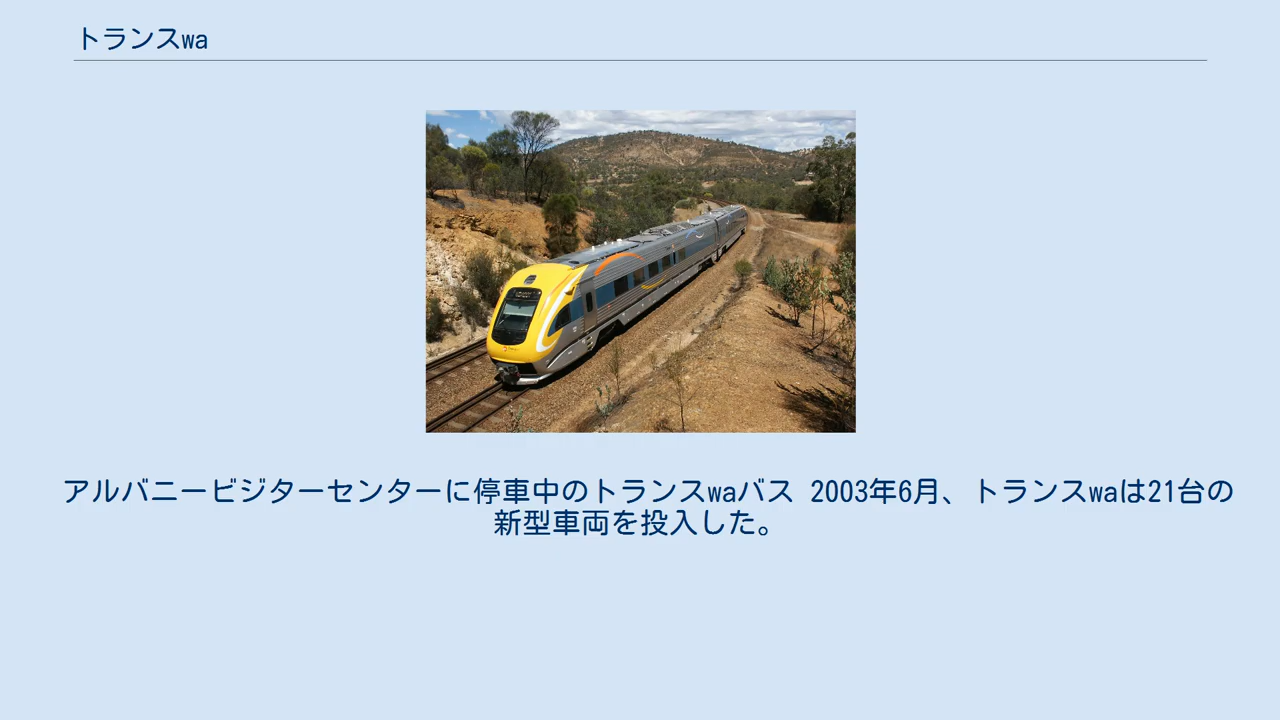 トランスwa
アルバニービジターセンターに停車中のトランスwaバス 2003年6月、トランスwaは21台の
新型車両を投入した。